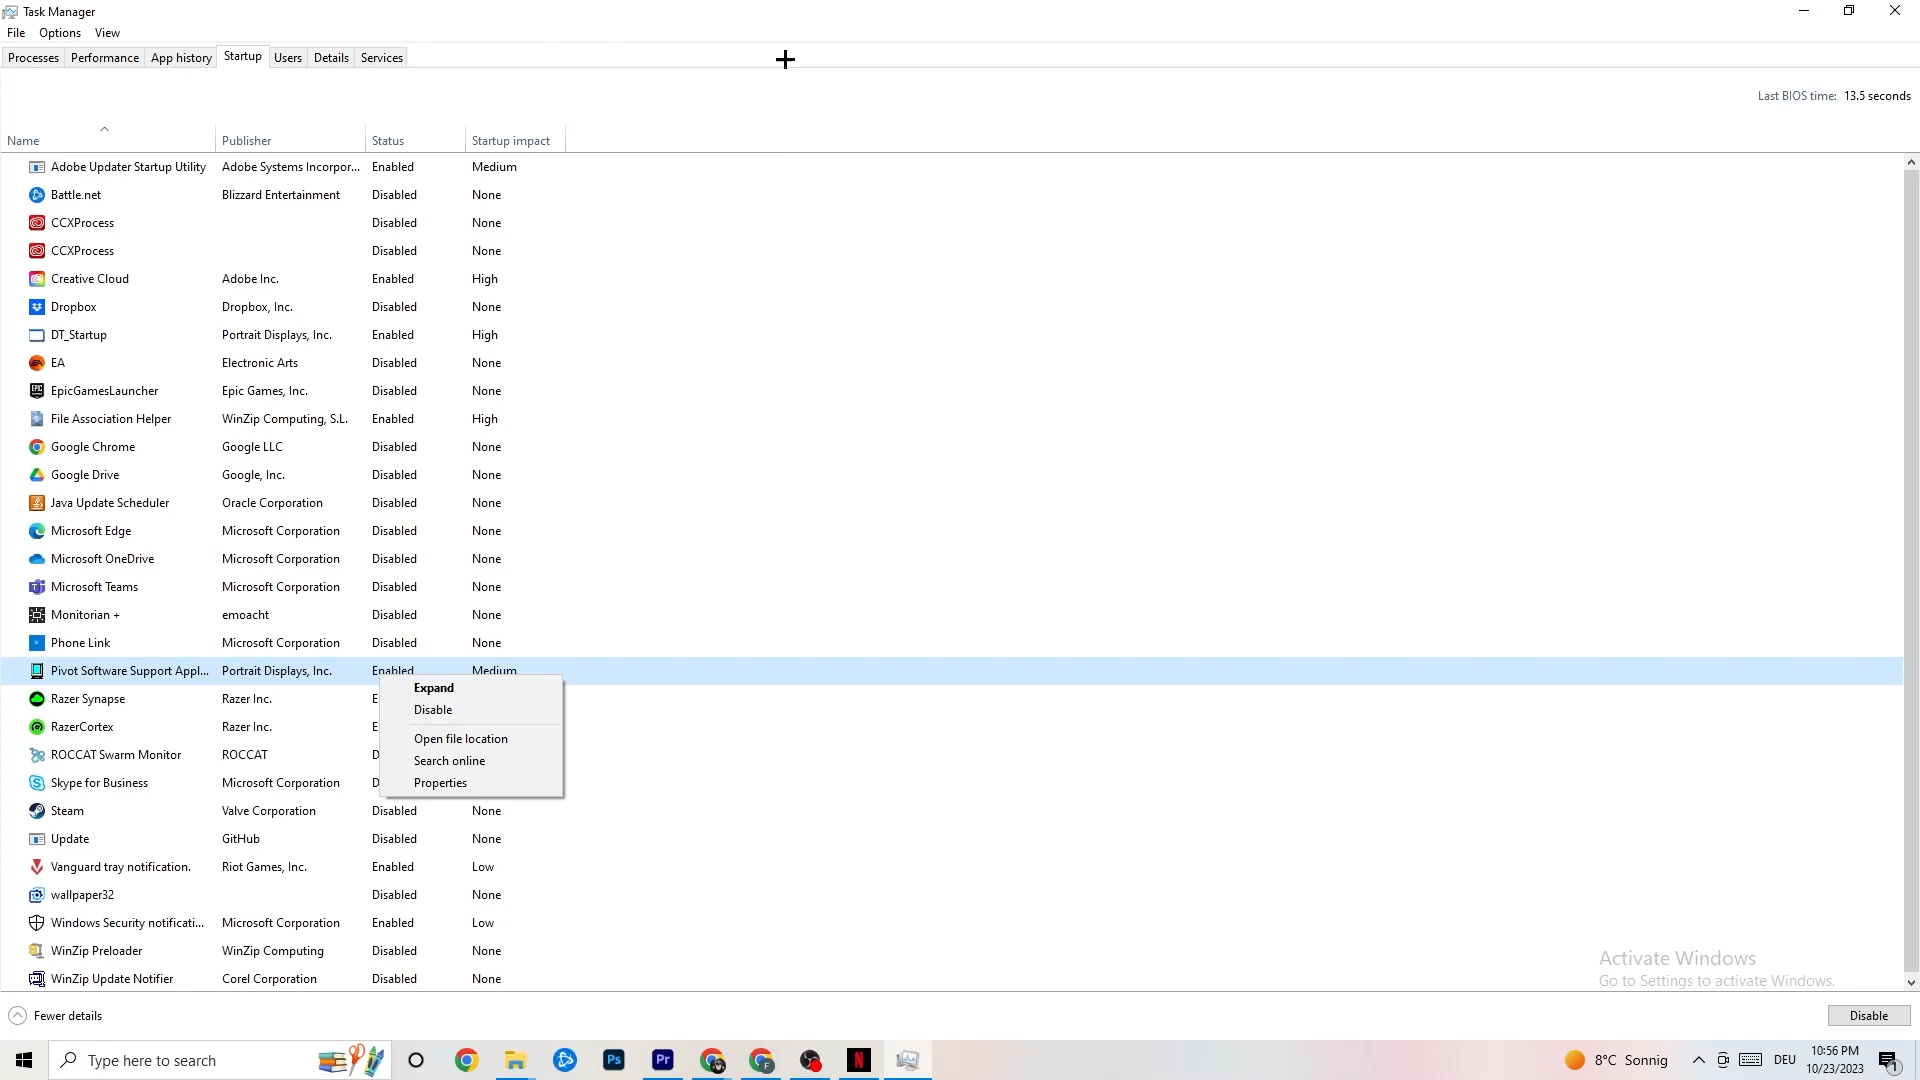 Task Manager
File Options View
Processes Performance App history Startup Users Details Services
Last BIOS time: 13.5 seconds
Name Publisher Status Startup impact
Adobe Updater Startup Utility Adobe Systems Incorpor... Enabled Medium
Battle.net Blizzard Entertainment Disabled None
CCXProcess Disabled None
CCXProcess Disabled None
Creative Cloud Adobe Inc. Enabled High
Dropbox Dropbox, Inc. Disabled None
DT_Startup Portrait Displays, Inc. Enabled High
EA Electronic Arts Disabled None
EpicGamesLauncher Epic Games, Inc. Disabled None
File Association Helper WinZip Computing, S.L. Enabled High
Google Chrome Google LLC Disabled None
Google Drive Google, Inc. Disabled None
Java Update Scheduler Oracle Corporation Disabled None
Microsoft Edge Microsoft Corporation Disabled None
Microsoft OneDrive Microsoft Corporation Disabled None
Microsoft Teams Microsoft Corporation Disabled None
Monitorian + emoacht Disabled None
Phone Link Microsoft Corporation Disabled None
Pivot Software Support Appl... Portrait Displays, Inc. Enabled Medium
Expand
Razer Synapse Razer Inc. E
Disable
RazerCortex Razer Inc. E
Open file location
ROCCAT Swarm Monitor ROCCAT D
Search online
Skype for Business Microsoft Corporation D
Properties
Steam Valve Corporation Disabled None
Update GitHub Disabled None
Vanguard tray notification. Riot Games, Inc. Enabled Low
wallpaper32 Disabled None
Windows Security notificati... Microsoft Corporation Enabled Low
WinZip Preloader WinZip Computing Disabled None
WinZip Update Notifier Corel Corporation Disabled None
Activate Windows
Go to Settings to activate Windows.
Fewer details Disable
Type here to search Ps Pr F N 8°C Sonnig DEU 10:56 PM
10/23/2023 1